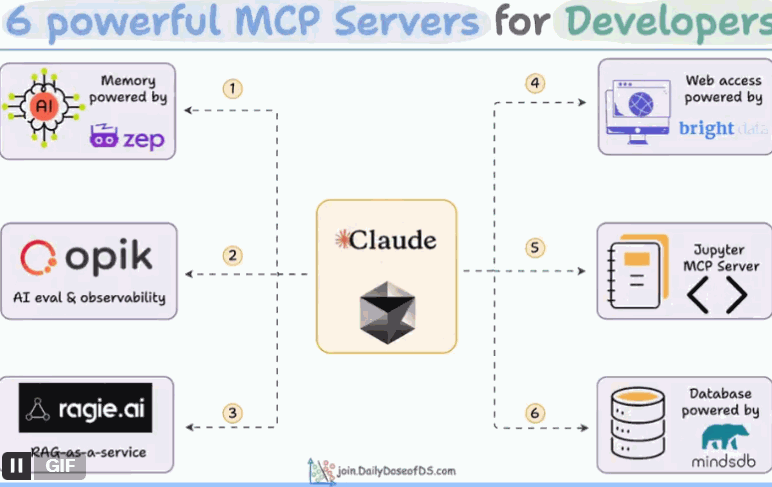 6 powerful MCP Servers for Developers
1
4
AI
Memory
powered by
zep
Web access
powered by
bright data
Claude
2
5
opik
AI eval & observability
Jupyter
MCP Server
3
6
ragie.ai
RAG-as-a-service
Database
powered by
mindsdb
GIF
join.DailyDoseofDS.com